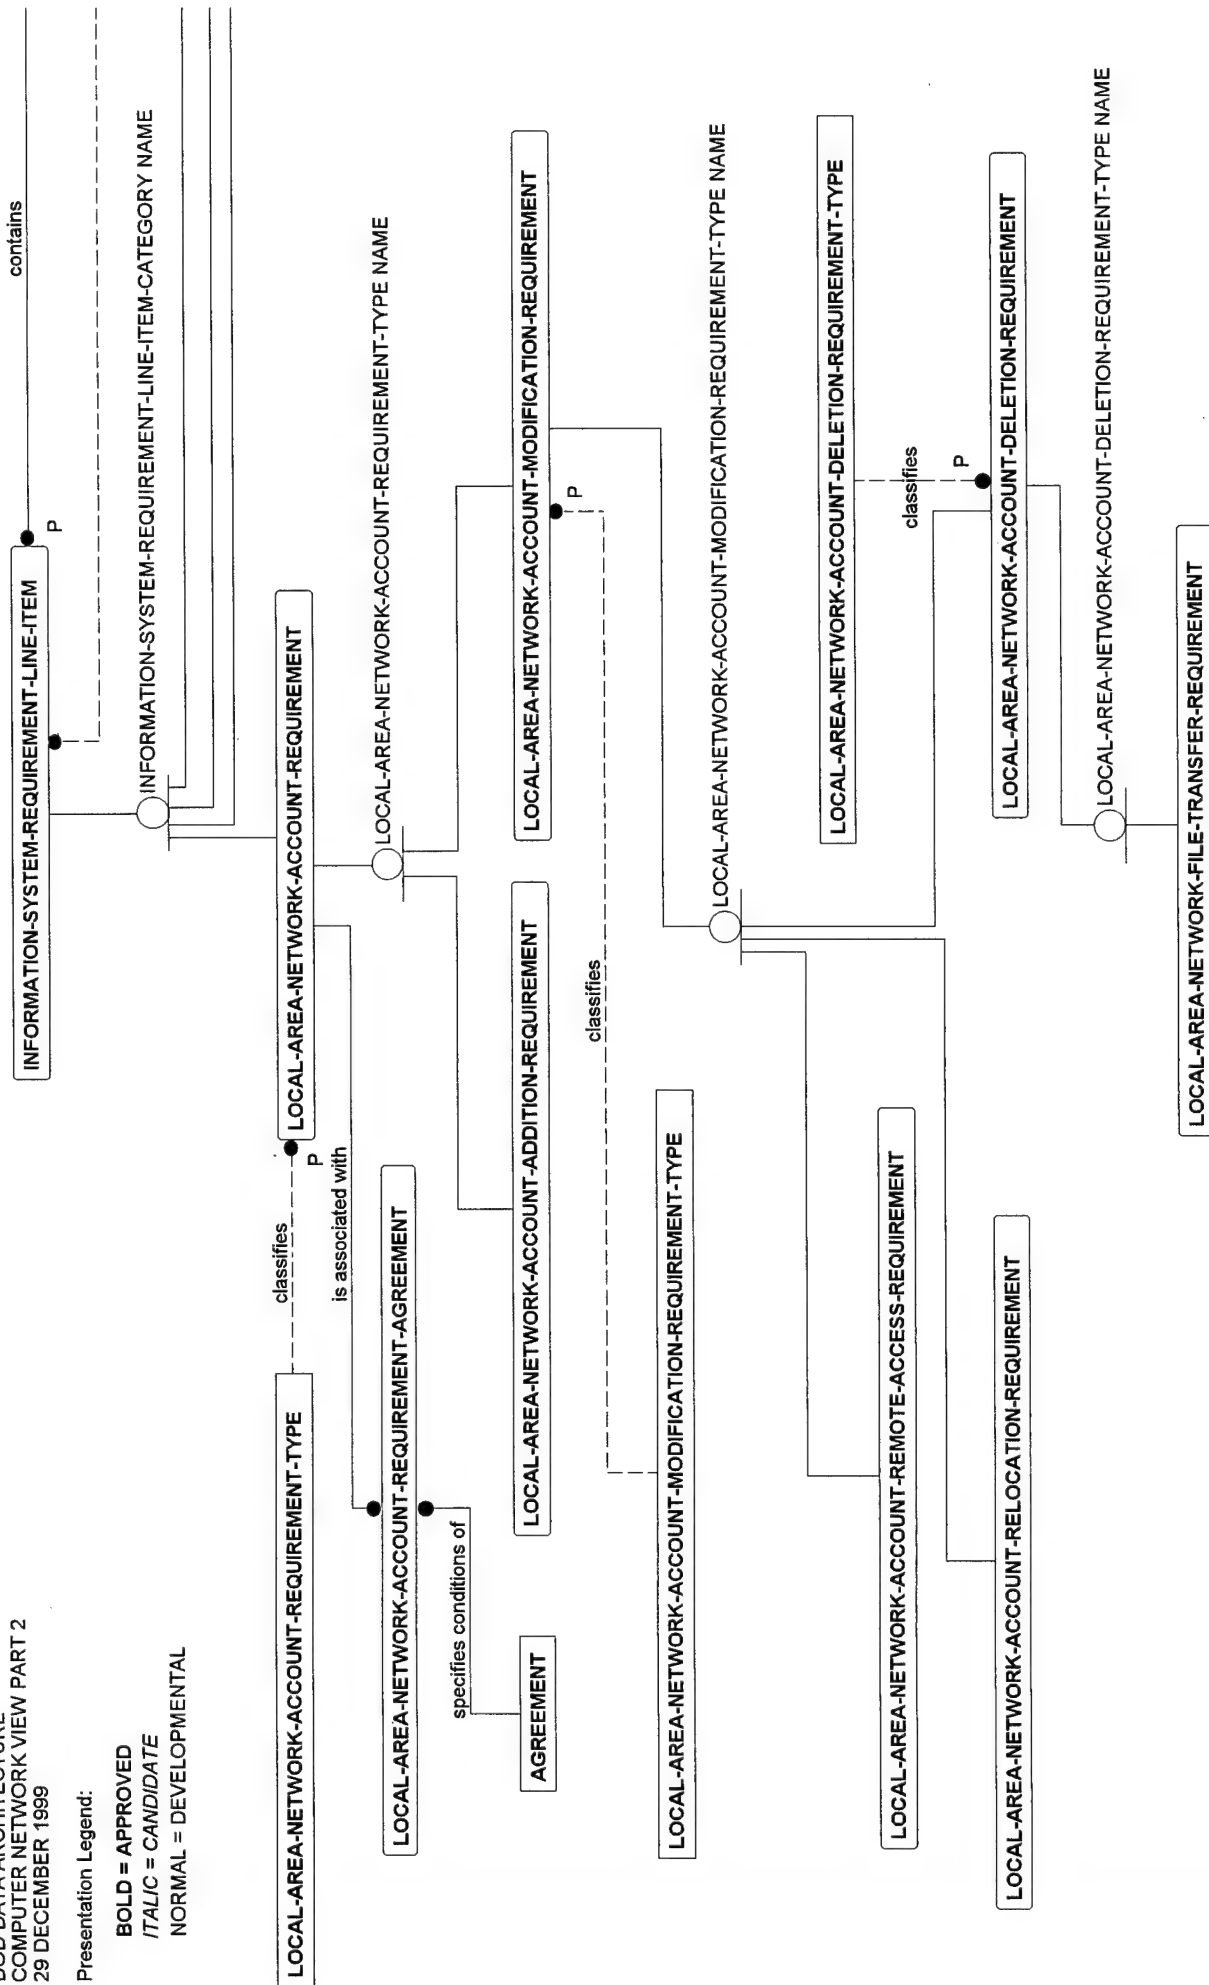 DOD DATA ARCHITECTURE
COMPUTER NETWORK VIEW PART 2
29 DECEMBER 1999
Presentation Legend:
BOLD = APPROVED
ITALIC = CANDIDATE
NORMAL = DEVELOPMENTAL
contains
INFORMATION-SYSTEM-REQUIREMENT-LINE-ITEM
P
INFORMATION-SYSTEM-REQUIREMENT-LINE-ITEM-CATEGORY NAME
LOCAL-AREA-NETWORK-ACCOUNT-REQUIREMENT-TYPE
classifies
P
LOCAL-AREA-NETWORK-ACCOUNT-REQUIREMENT
is associated with
LOCAL-AREA-NETWORK-ACCOUNT-REQUIREMENT-TYPE NAME
LOCAL-AREA-NETWORK-ACCOUNT-REQUIREMENT-AGREEMENT
specifies conditions of
AGREEMENT
LOCAL-AREA-NETWORK-ACCOUNT-ADDITION-REQUIREMENT
LOCAL-AREA-NETWORK-ACCOUNT-MODIFICATION-REQUIREMENT
P
classifies
LOCAL-AREA-NETWORK-ACCOUNT-MODIFICATION-REQUIREMENT-TYPE
LOCAL-AREA-NETWORK-ACCOUNT-MODIFICATION-REQUIREMENT-TYPE NAME
LOCAL-AREA-NETWORK-ACCOUNT-DELETION-REQUIREMENT-TYPE
classifies
P
LOCAL-AREA-NETWORK-ACCOUNT-REMOTE-ACCESS-REQUIREMENT
LOCAL-AREA-NETWORK-ACCOUNT-DELETION-REQUIREMENT
LOCAL-AREA-NETWORK-ACCOUNT-RELOCATION-REQUIREMENT
LOCAL-AREA-NETWORK-ACCOUNT-DELETION-REQUIREMENT-TYPE NAME
LOCAL-AREA-NETWORK-FILE-TRANSFER-REQUIREMENT